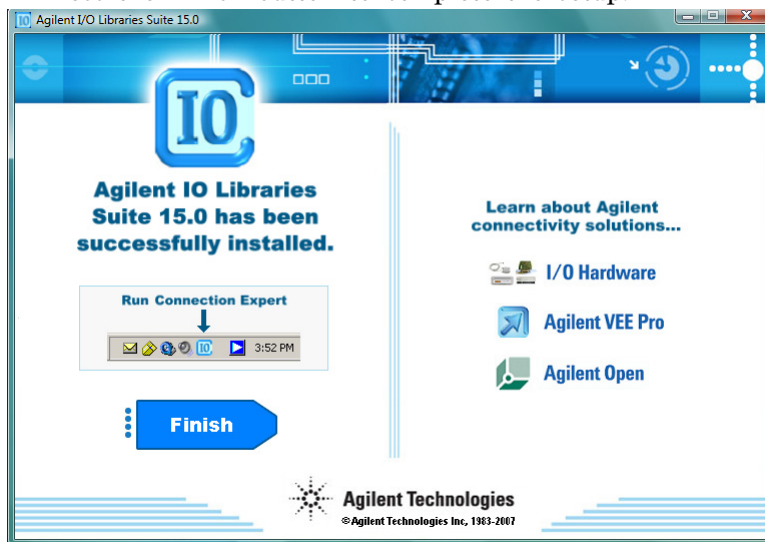 Agilent I/O Libraries Suite 15.0
IO
Agilent IO Libraries
Suite 15.0 has been
successfully installed.
Run Connection Expert
IO
3:52 PM
Finish
Learn about Agilent
connectivity solutions...
I/O Hardware
Agilent VEE Pro
Agilent Open
Agilent Technologies
©Agilent Technologies Inc, 1983-2007